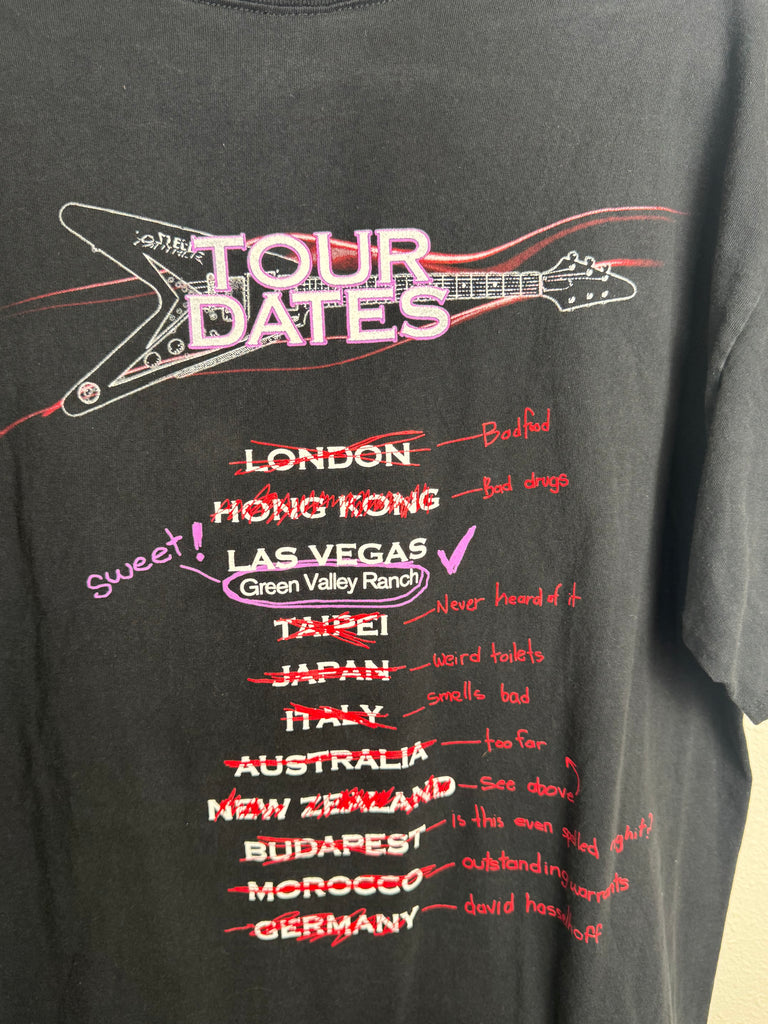 TOUR
DATES
LONDON Bad food
HONG KONG Bad drugs
sweet!
LAS VEGAS
Green Valley Ranch
TAIPEI Never heard of it
JAPAN weird toilets
ITALY smells bad
AUSTRALIA too far
NEW ZEALAND see above
BUDAPEST is this even spelled right?
MOROCCO outstanding warrants
GERMANY david hasselhoff